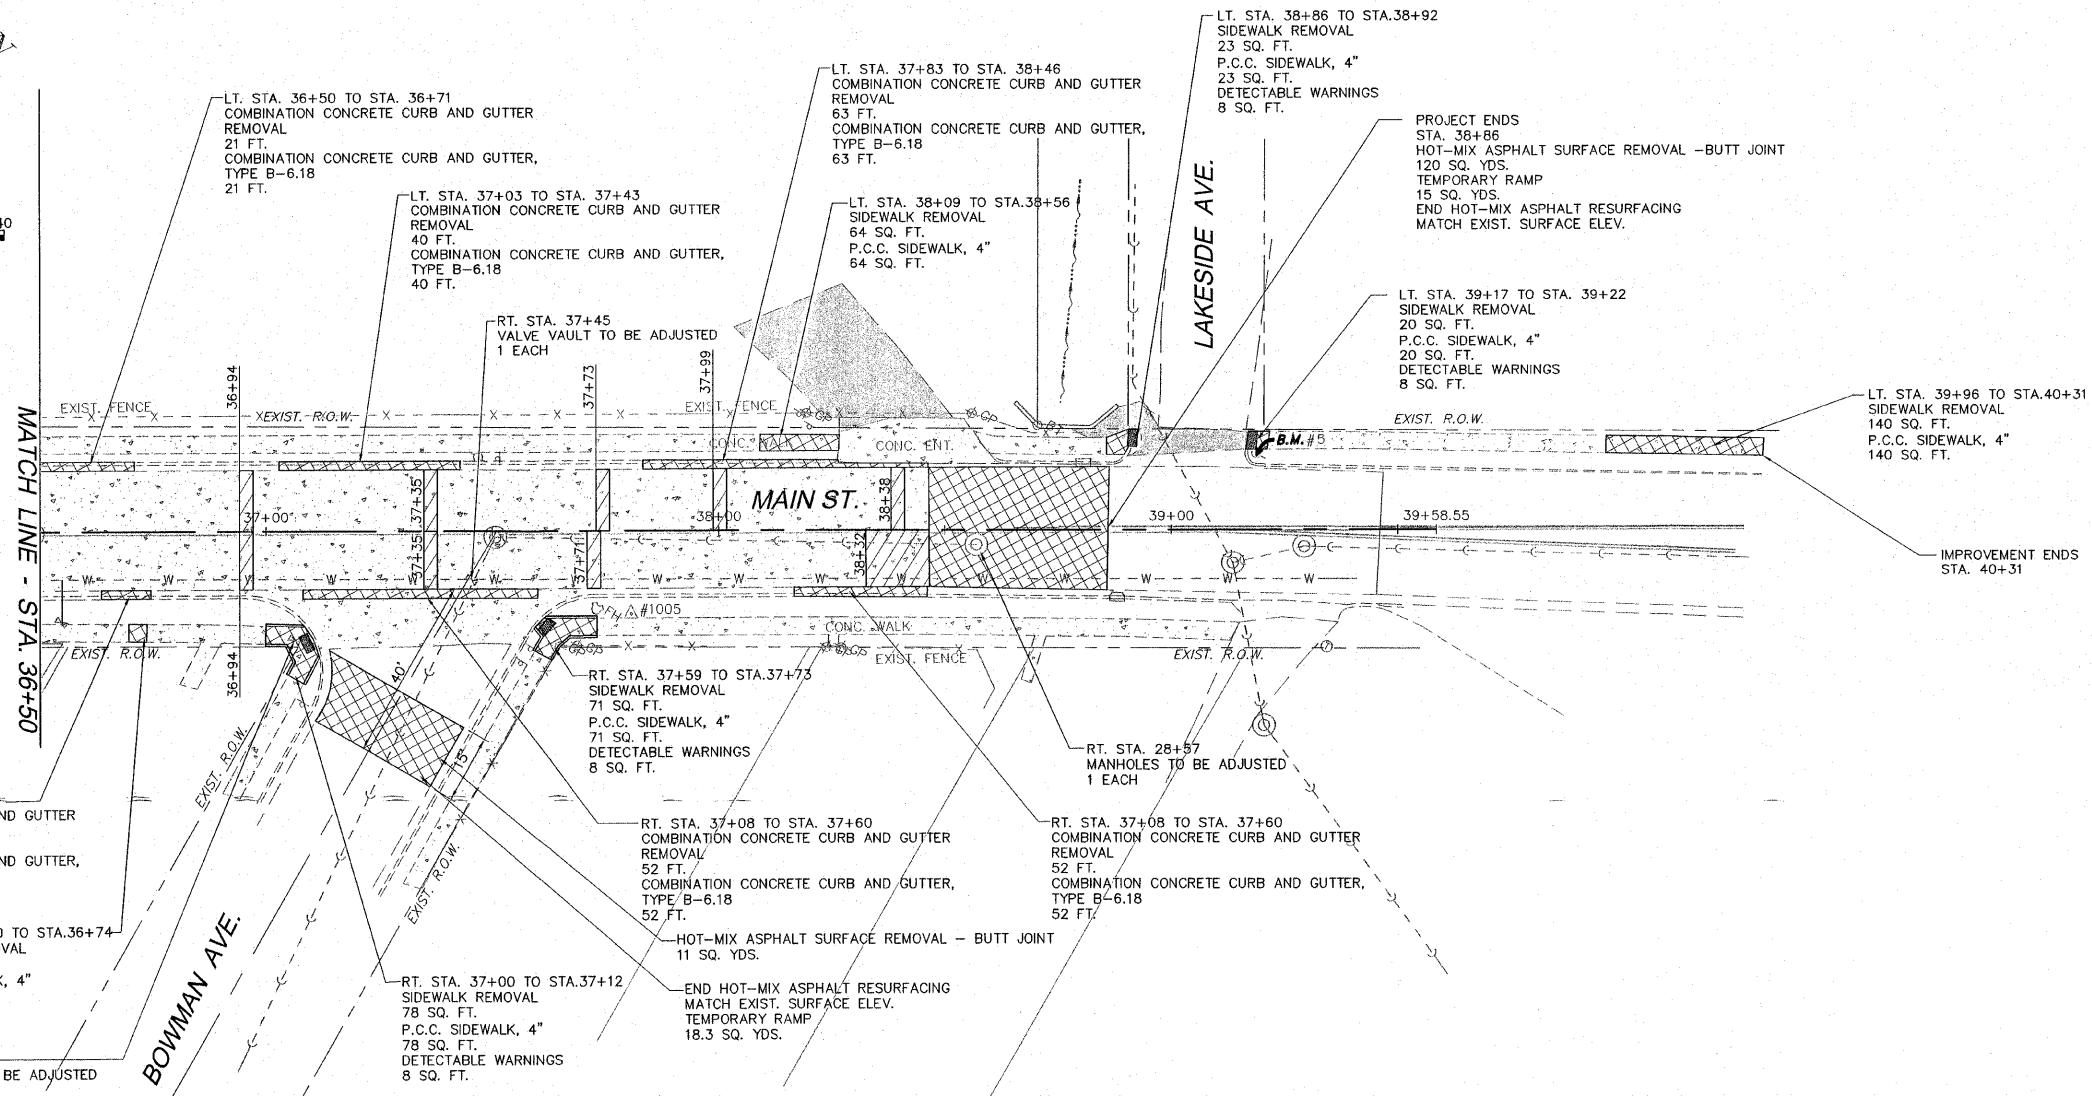 LT. STA. 38+86 TO STA.38+92
SIDEWALK REMOVAL
23 SQ. FT.
P.C.C. SIDEWALK, 4"
23 SQ. FT.
DETECTABLE WARNINGS
8 SQ. FT.
LT. STA. 37+83 TO STA. 38+46
COMBINATION CONCRETE CURB AND GUTTER
REMOVAL
63 FT.
COMBINATION CONCRETE CURB AND GUTTER,
TYPE B-6.18
63 FT.
LT. STA. 36+50 TO STA. 36+71
COMBINATION CONCRETE CURB AND GUTTER
REMOVAL
21 FT.
COMBINATION CONCRETE CURB AND GUTTER,
TYPE B-6.18
21 FT.
PROJECT ENDS
STA. 38+86
HOT-MIX ASPHALT SURFACE REMOVAL -BUTT JOINT
120 SQ. YDS.
TEMPORARY RAMP
15 SQ. YDS.
END HOT-MIX ASPHALT RESURFACING
MATCH EXIST. SURFACE ELEV.
LT. STA. 37+03 TO STA. 37+43
COMBINATION CONCRETE CURB AND GUTTER
REMOVAL
40 FT.
COMBINATION CONCRETE CURB AND GUTTER,
TYPE B-6.18
40 FT.
LT. STA. 38+09 TO STA.38+56
SIDEWALK REMOVAL
64 SQ. FT.
P.C.C. SIDEWALK, 4"
64 SQ. FT.
LAKESIDE AVE.
RT. STA. 37+45
VALVE VAULT TO BE ADJUSTED
1 EACH
LT. STA. 39+17 TO STA. 39+22
SIDEWALK REMOVAL
20 SQ. FT.
P.C.C. SIDEWALK, 4"
20 SQ. FT.
DETECTABLE WARNINGS
8 SQ. FT.
LT. STA. 39+96 TO STA.40+31
SIDEWALK REMOVAL
140 SQ. FT.
P.C.C. SIDEWALK, 4"
140 SQ. FT.
MATCH LINE - STA. 36+50
36+94
37+73
37+99
EXIST. FENCE
EXIST. R.O.W.
EXIST. FENCE
EXIST. R.O.W.
CONC. WALK
CONC. ENT.
B.M.#5
37+35
38+38
MAIN ST.
37+00
38+00
39+00
39+58.55
37+35
37+71
38+32
W W W W W W W W W W W W W
IMPROVEMENT ENDS
STA. 40+31
FH
#1005
CONC. WALK
EXIST. R.O.W.
EXIST. FENCE
EXIST. R.O.W.
36+94
40'
15'
RT. STA. 37+59 TO STA.37+73
SIDEWALK REMOVAL
71 SQ. FT.
P.C.C. SIDEWALK, 4"
71 SQ. FT.
DETECTABLE WARNINGS
8 SQ. FT.
RT. STA. 28+57
MANHOLES TO BE ADJUSTED
1 EACH
EXIST. R.O.W.
EXIST. R.O.W.
ND GUTTER
ND GUTTER,
RT. STA. 37+08 TO STA. 37+60
COMBINATION CONCRETE CURB AND GUTTER
REMOVAL
52 FT.
COMBINATION CONCRETE CURB AND GUTTER,
TYPE B-6.18
52 FT.
RT. STA. 37+08 TO STA. 37+60
COMBINATION CONCRETE CURB AND GUTTER
REMOVAL
52 FT.
COMBINATION CONCRETE CURB AND GUTTER,
TYPE B-6.18
52 FT.
TO STA.36+74
VAL
, 4"
HOT-MIX ASPHALT SURFACE REMOVAL - BUTT JOINT
11 SQ. YDS.
BOWMAN AVE.
RT. STA. 37+00 TO STA.37+12
SIDEWALK REMOVAL
78 SQ. FT.
P.C.C. SIDEWALK, 4"
78 SQ. FT.
DETECTABLE WARNINGS
8 SQ. FT.
END HOT-MIX ASPHALT RESURFACING
MATCH EXIST. SURFACE ELEV.
TEMPORARY RAMP
18.3 SQ. YDS.
BE ADJUSTED